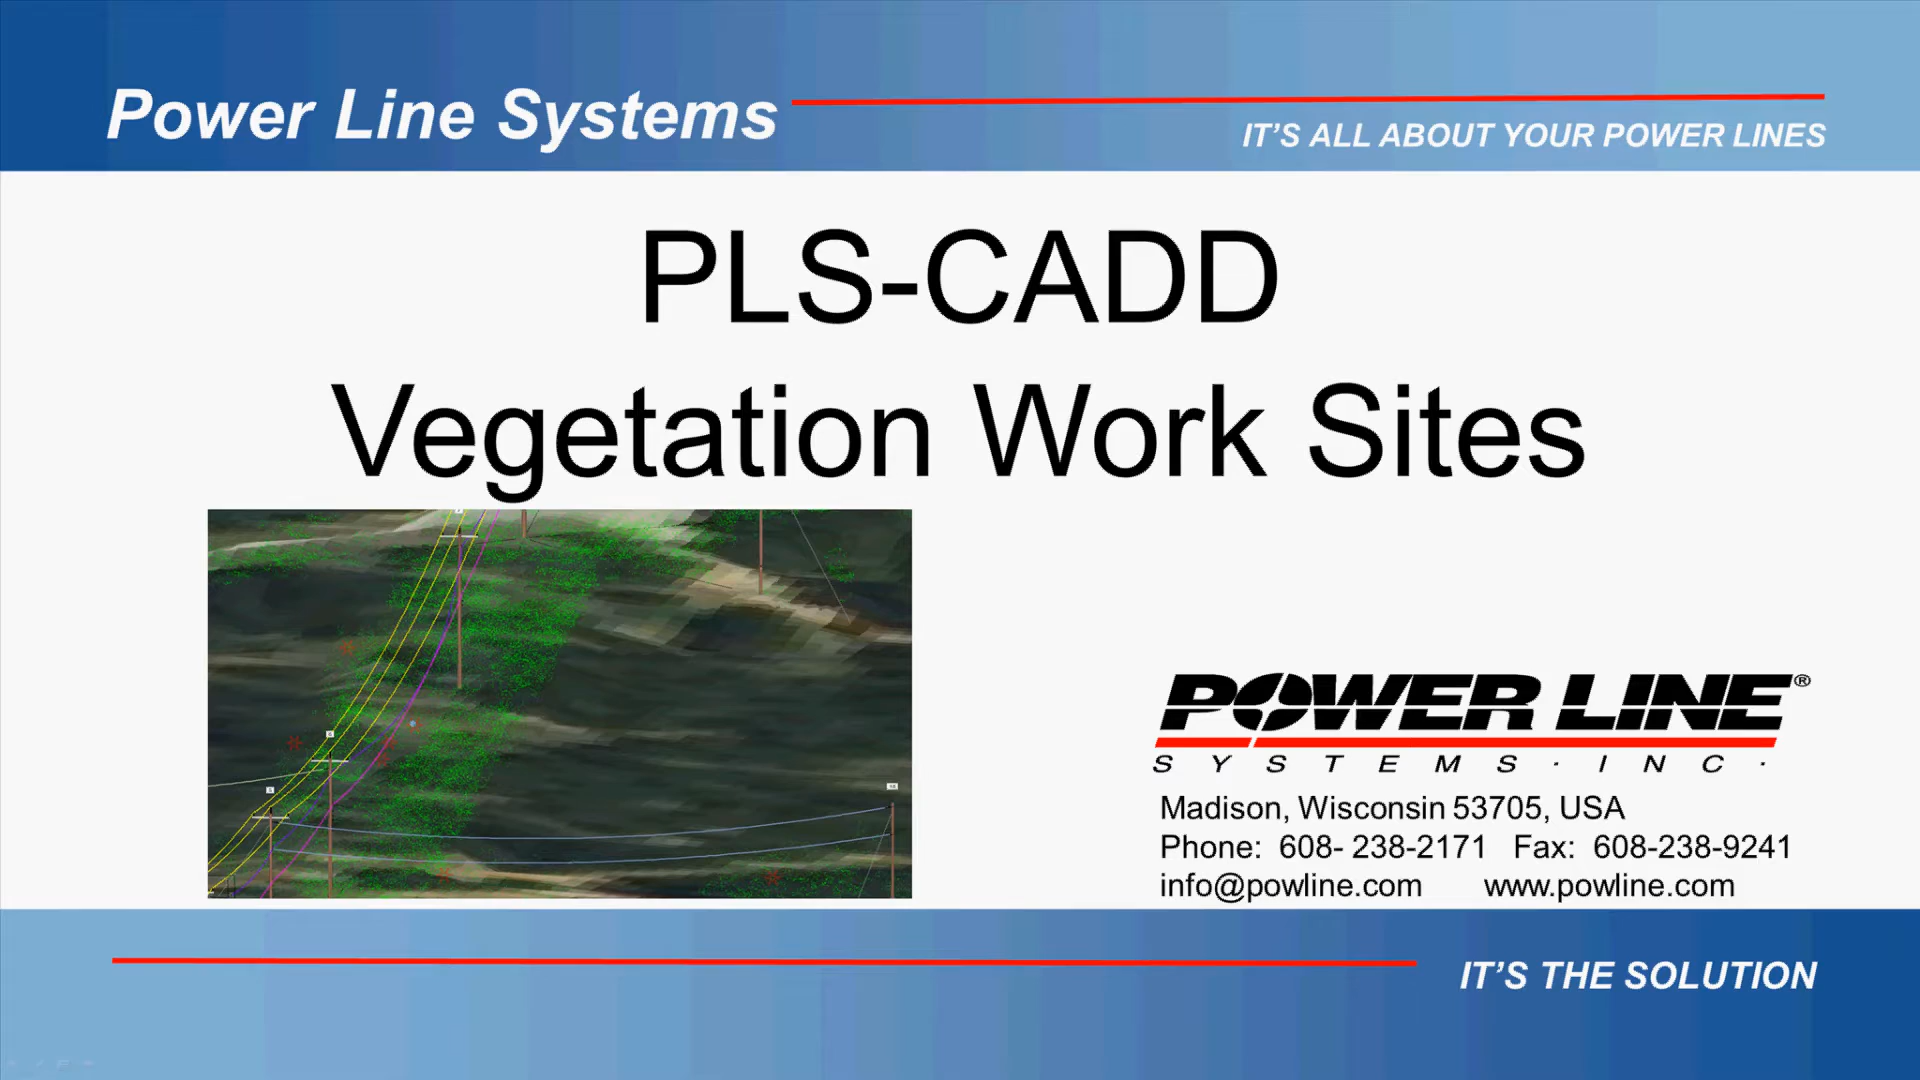 Power Line Systems
IT'S ALL ABOUT YOUR POWER LINES
PLS-CADD
Vegetation Work Sites
POWER LINE®
SYSTEMS, INC.
Madison, Wisconsin 53705, USA
Phone: 608- 238-2171 Fax: 608-238-9241
info@powline.com www.powline.com
IT'S THE SOLUTION